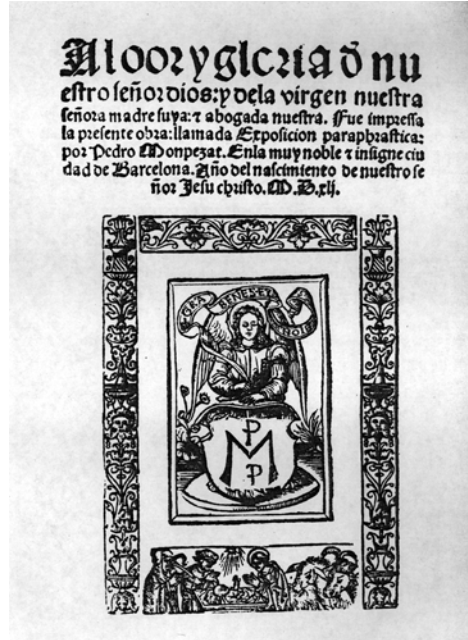 A loor y gloria đ nu
estro señor dios: y dela virgen nuestra
señora madre suya: ⁊ abogada nuestra. Fue impressa
la presente obra: llamada Exposicion paraphrastica:
por Pedro Monpezat. Enla muy noble ⁊ insigne ciu
dad de Barcelona. Año del nascimiento de nuestro se
ñor Jesu christo. M. D. xlj.
P
M
P